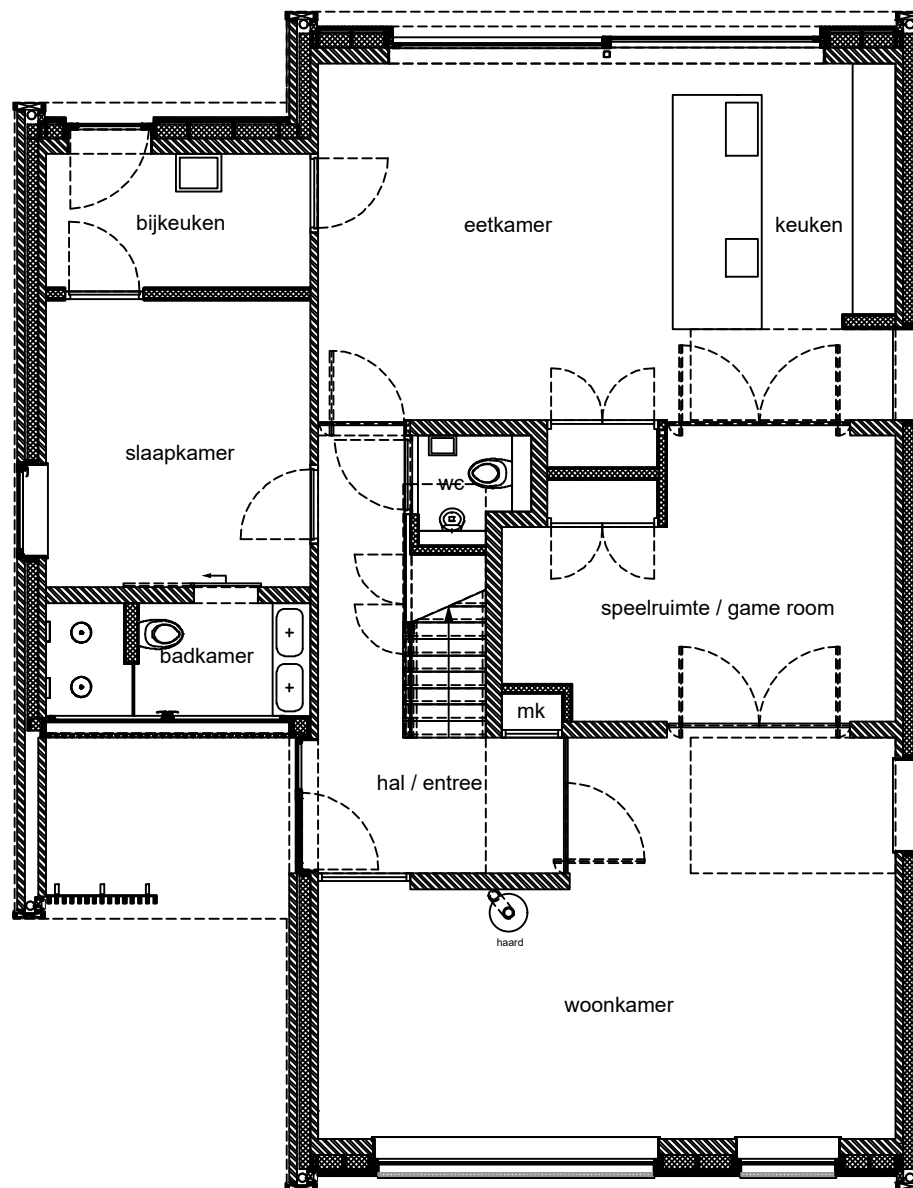 bijkeuken
eetkamer
keuken
slaapkamer
wc
speelruimte / game room
badkamer
mk
hal / entree
haard
woonkamer